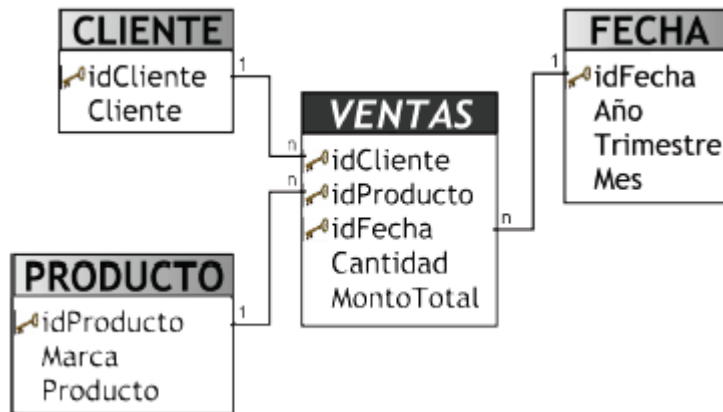 CLIENTE
idCliente
Cliente
1
FECHA
idFecha
Año
Trimestre
Mes
1
VENTAS
idCliente
idProducto
idFecha
Cantidad
MontoTotal
n
n
n
PRODUCTO
idProducto
Marca
Producto
1